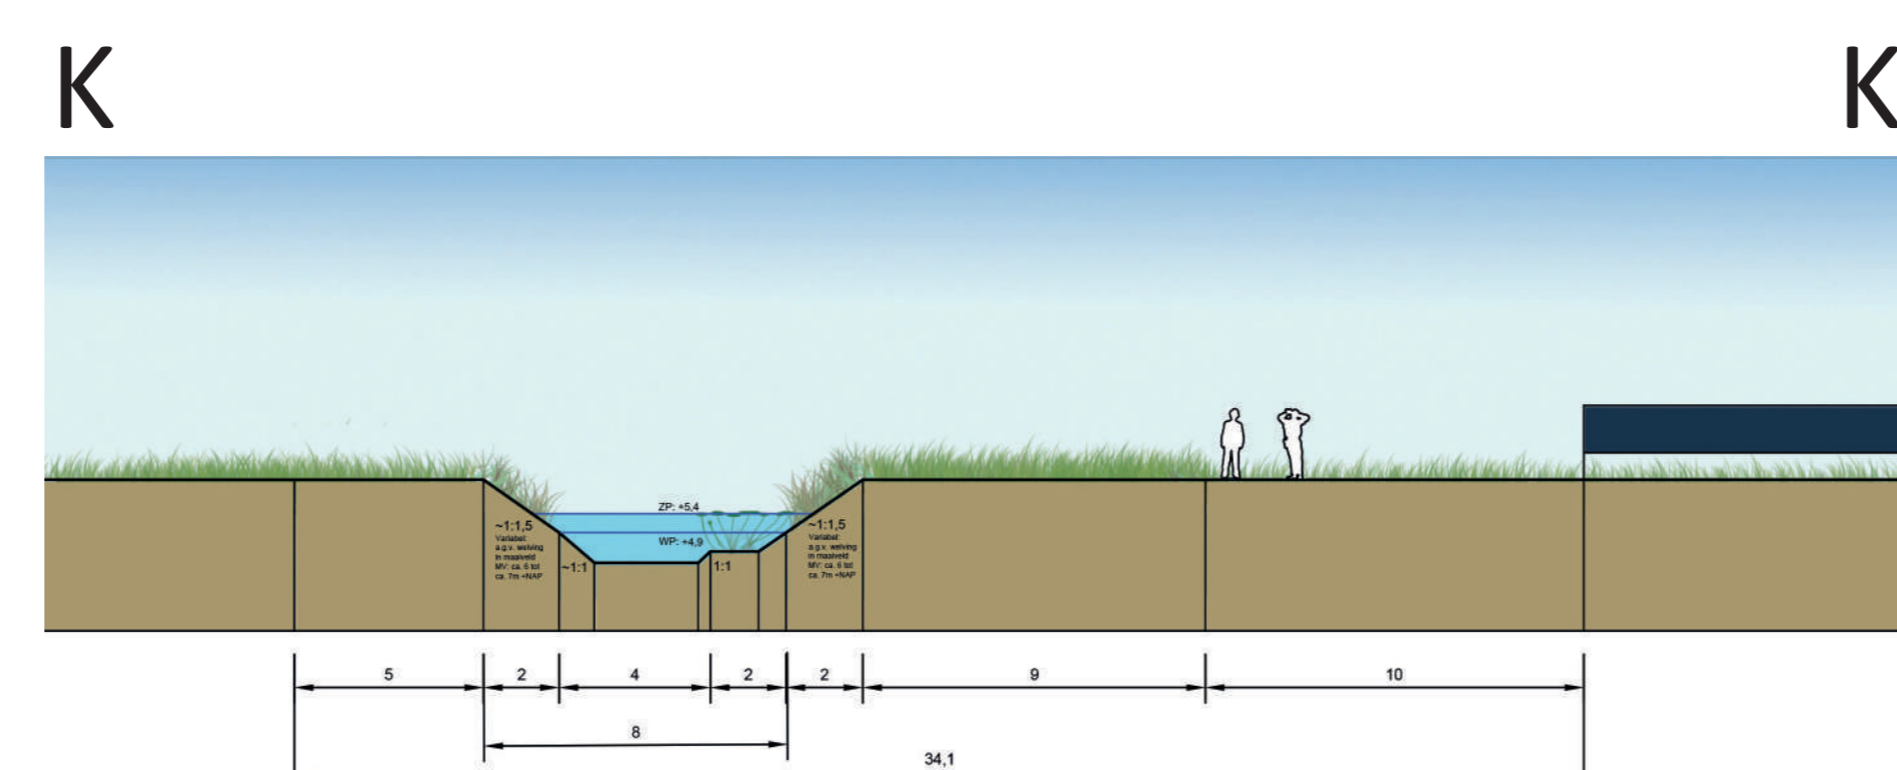 K
K
ZP: +5,4
~1:1,5
Variabel:
a.g.v. welving
in maaiveld
MV: ca. 6 tot
ca. 7m +NAP
WP: +4,9
~1:1
1:1
~1:1,5
Variabel:
a.g.v. welving
in maaiveld
MV: ca. 6 tot
ca. 7m +NAP
5
2
4
2
2
9
10
8
34,1